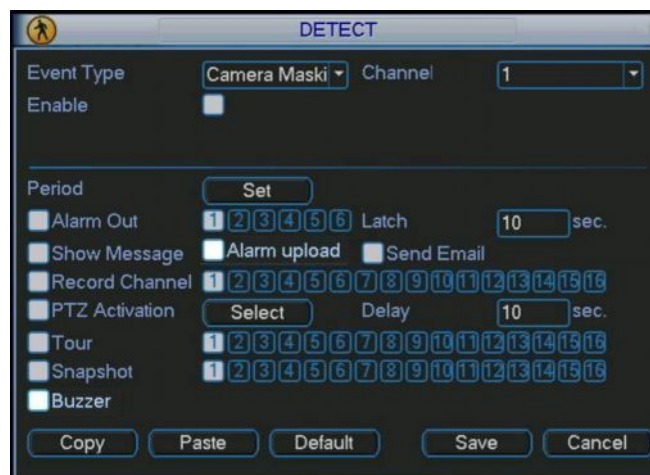 DETECT
Event Type Camera Maski Channel 1
Enable
Period Set
Alarm Out 1 2 3 4 5 6 Latch 10 sec.
Show Message Alarm upload Send Email
Record Channel 1 2 3 4 5 6 7 8 9 10 11 12 13 14 15 16
PTZ Activation Select Delay 10 sec.
Tour 1 2 3 4 5 6 7 8 9 10 11 12 13 14 15 16
Snapshot 1 2 3 4 5 6 7 8 9 10 11 12 13 14 15 16
Buzzer
Copy Paste Default Save Cancel